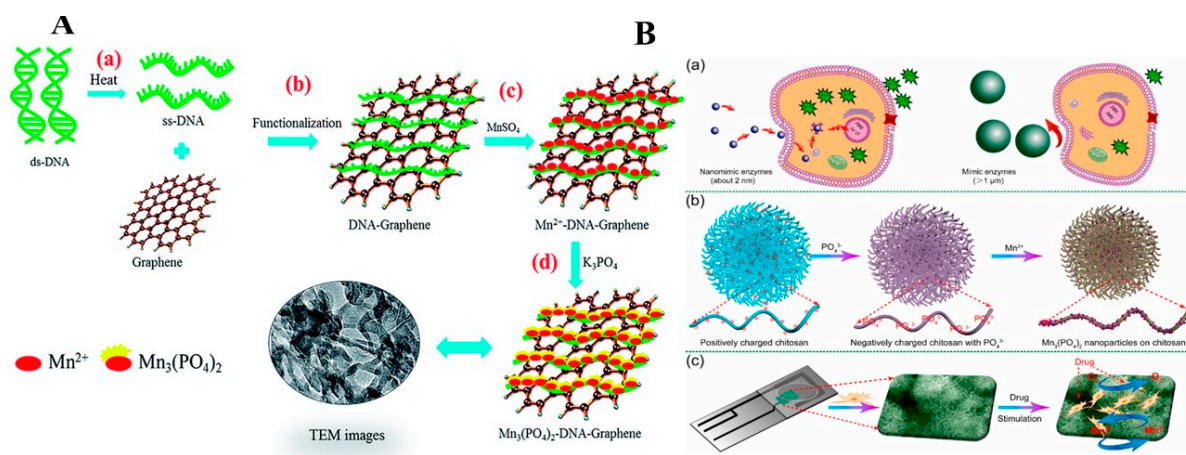 A
(a)
Heat
ds-DNA
ss-DNA
Graphene
(b)
Functionalization
DNA-Graphene
(c)
MnSO₄
Mn²⁺-DNA-Graphene
(d)
K₃PO₄
TEM images
Mn₃(PO₄)₂-DNA-Graphene
Mn²⁺
Mn₃(PO₄)₂
B
(a)
Nanomimic enzymes
(about 2 nm)
Mimic enzymes
(>1 μm)
(b)
PO₄³⁻
Mn²⁺
Positively charged chitosan
Negatively charged chitosan with PO₄³⁻
Mn₃(PO₄)₂ nanoparticles on chitosan
(c)
Drug
Stimulation
Drug